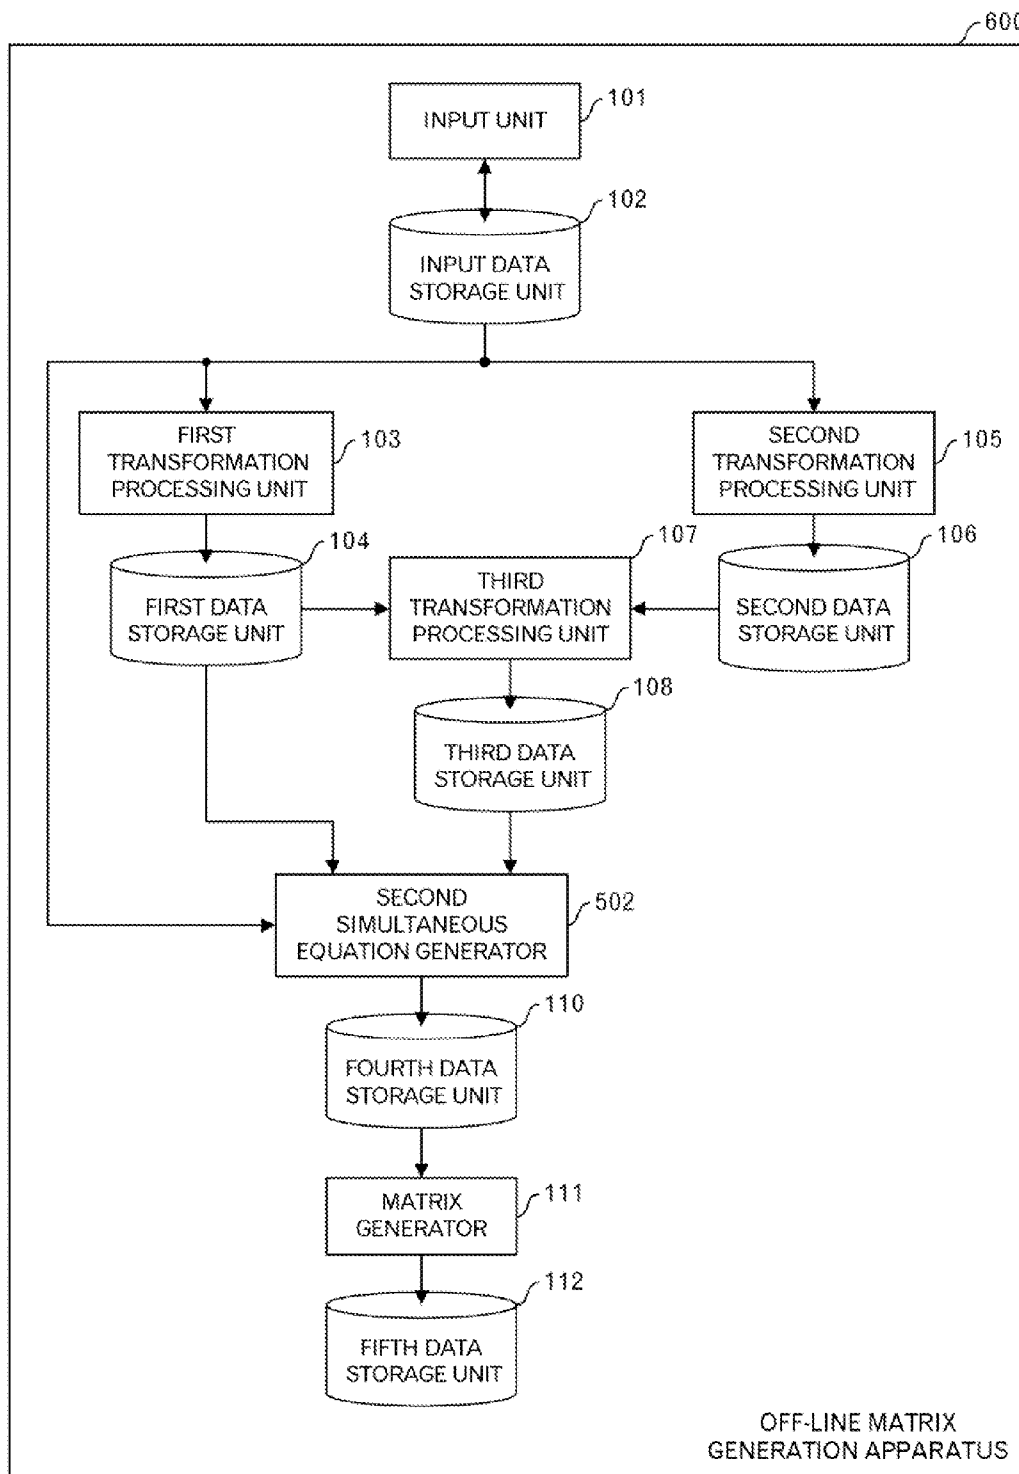 600
101
INPUT UNIT
102
INPUT DATA
STORAGE UNIT
FIRST
TRANSFORMATION
PROCESSING UNIT
103
SECOND
TRANSFORMATION
PROCESSING UNIT
105
104
FIRST DATA
STORAGE UNIT
107
THIRD
TRANSFORMATION
PROCESSING UNIT
106
SECOND DATA
STORAGE UNIT
108
THIRD DATA
STORAGE UNIT
SECOND
SIMULTANEOUS
EQUATION GENERATOR
502
110
FOURTH DATA
STORAGE UNIT
MATRIX
GENERATOR
111
112
FIFTH DATA
STORAGE UNIT
OFF-LINE MATRIX
GENERATION APPARATUS